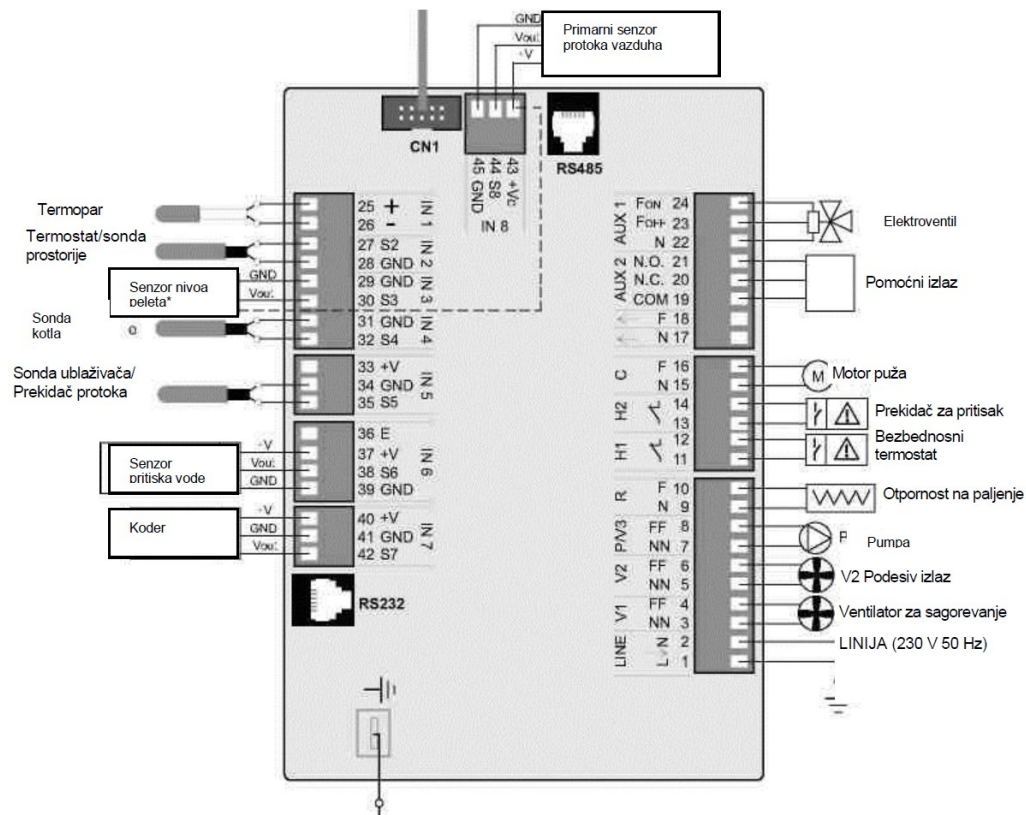 GND
Vout
+V
Primarni senzor
protoka vazduha
CN1
RS485
45 GND
44 S8
43 +Vc
IN 8
Termopar
Termostat/sonda
prostorije
GND
Vout
Senzor nivoa
peleta*
Sonda
kotla
Sonda ublaživača/
Prekidač protoka
25 +
26 -
IN 1
27 S2
28 GND
IN 2
29 GND
30 S3
IN 3
31 GND
32 S4
IN 4
33 +V
34 GND
35 S5
IN 5
36 E
37 +V
38 S6
39 GND
IN 6
40 +V
41 GND
42 S7
IN 7
Senzor
pritiska vode
+V
Vout
GND
Koder
+V
GND
Vout
RS232
AUX 1
FON 24
FOFF 23
N 22
AUX 2
N.O. 21
N.C. 20
COM 19
F 18
N 17
C
F 16
N 15
H2
14
13
H1
12
11
R
F 10
N 9
P/V3
FF 8
NN 7
V2
FF 6
NN 5
V1
FF 4
NN 3
LINE
N 2
L 1
Elektroventil
Pomoćni izlaz
M Motor puža
Prekidač za pritisak
Bezbednosni
termostat
Otpornost na paljenje
P Pumpa
V2 Podesiv izlaz
Ventilator za sagorevanje
LINIJA (230 V 50 Hz)